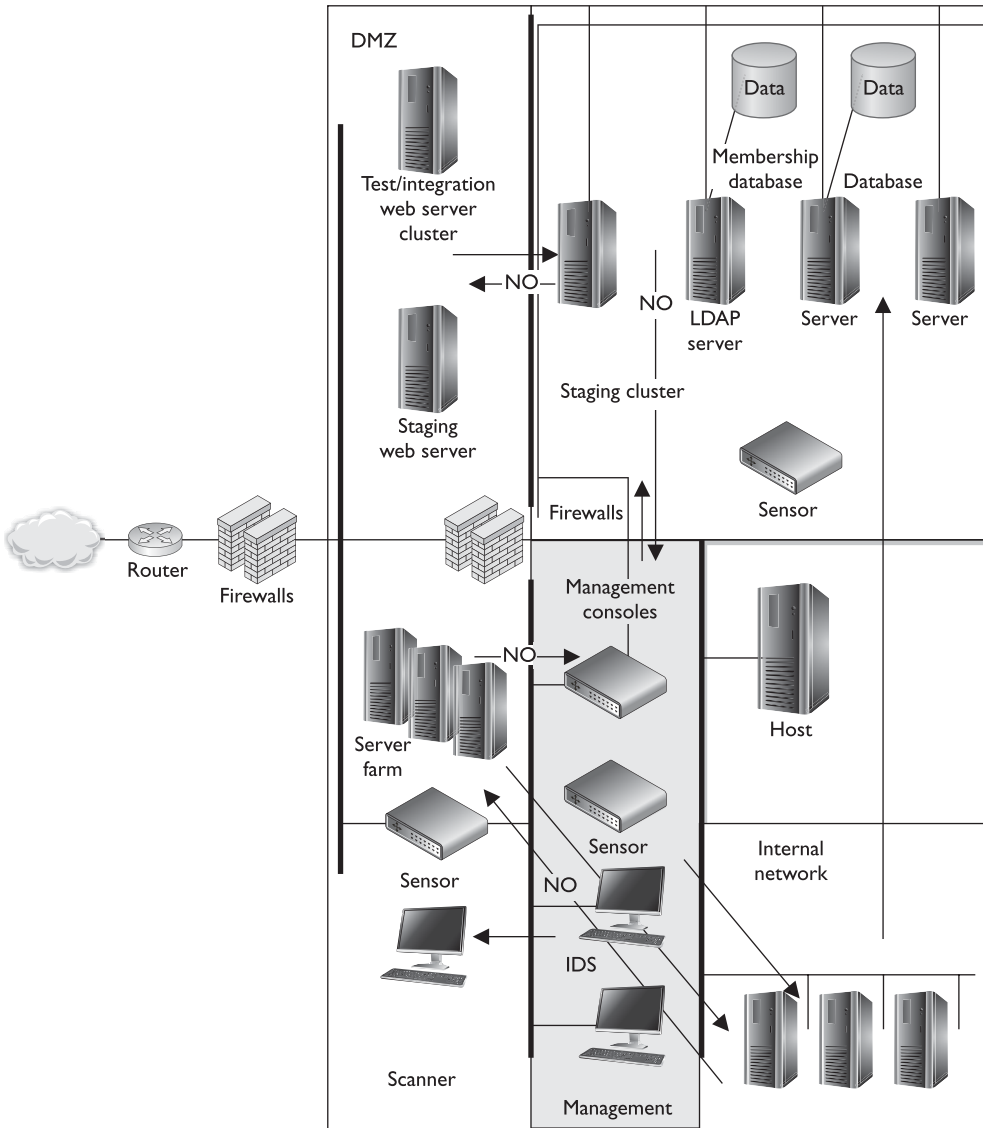 DMZ
Data
Data
Test/integration
web server
cluster
Membership
database
Database
NO
NO
LDAP
server
Server
Server
Staging cluster
Staging
web server
Sensor
Firewalls
Router
Firewalls
Management
consoles
NO
Host
Server
farm
Sensor
Internal
network
Sensor
NO
IDS
Scanner
Management